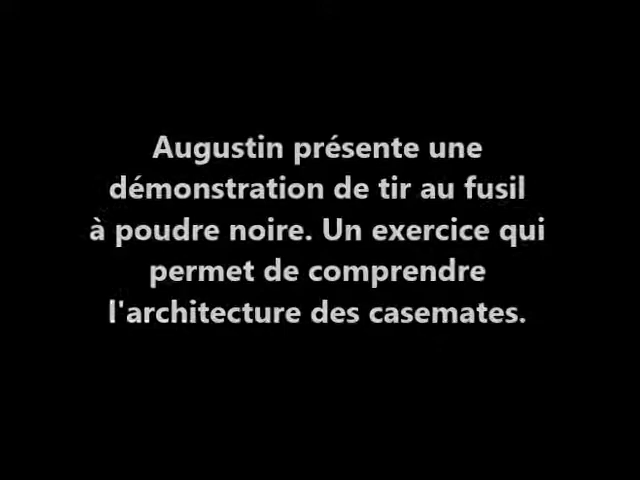 Augustin présente une
démonstration de tir au fusil
à poudre noire. Un exercice qui
permet de comprendre
l'architecture des casemates.